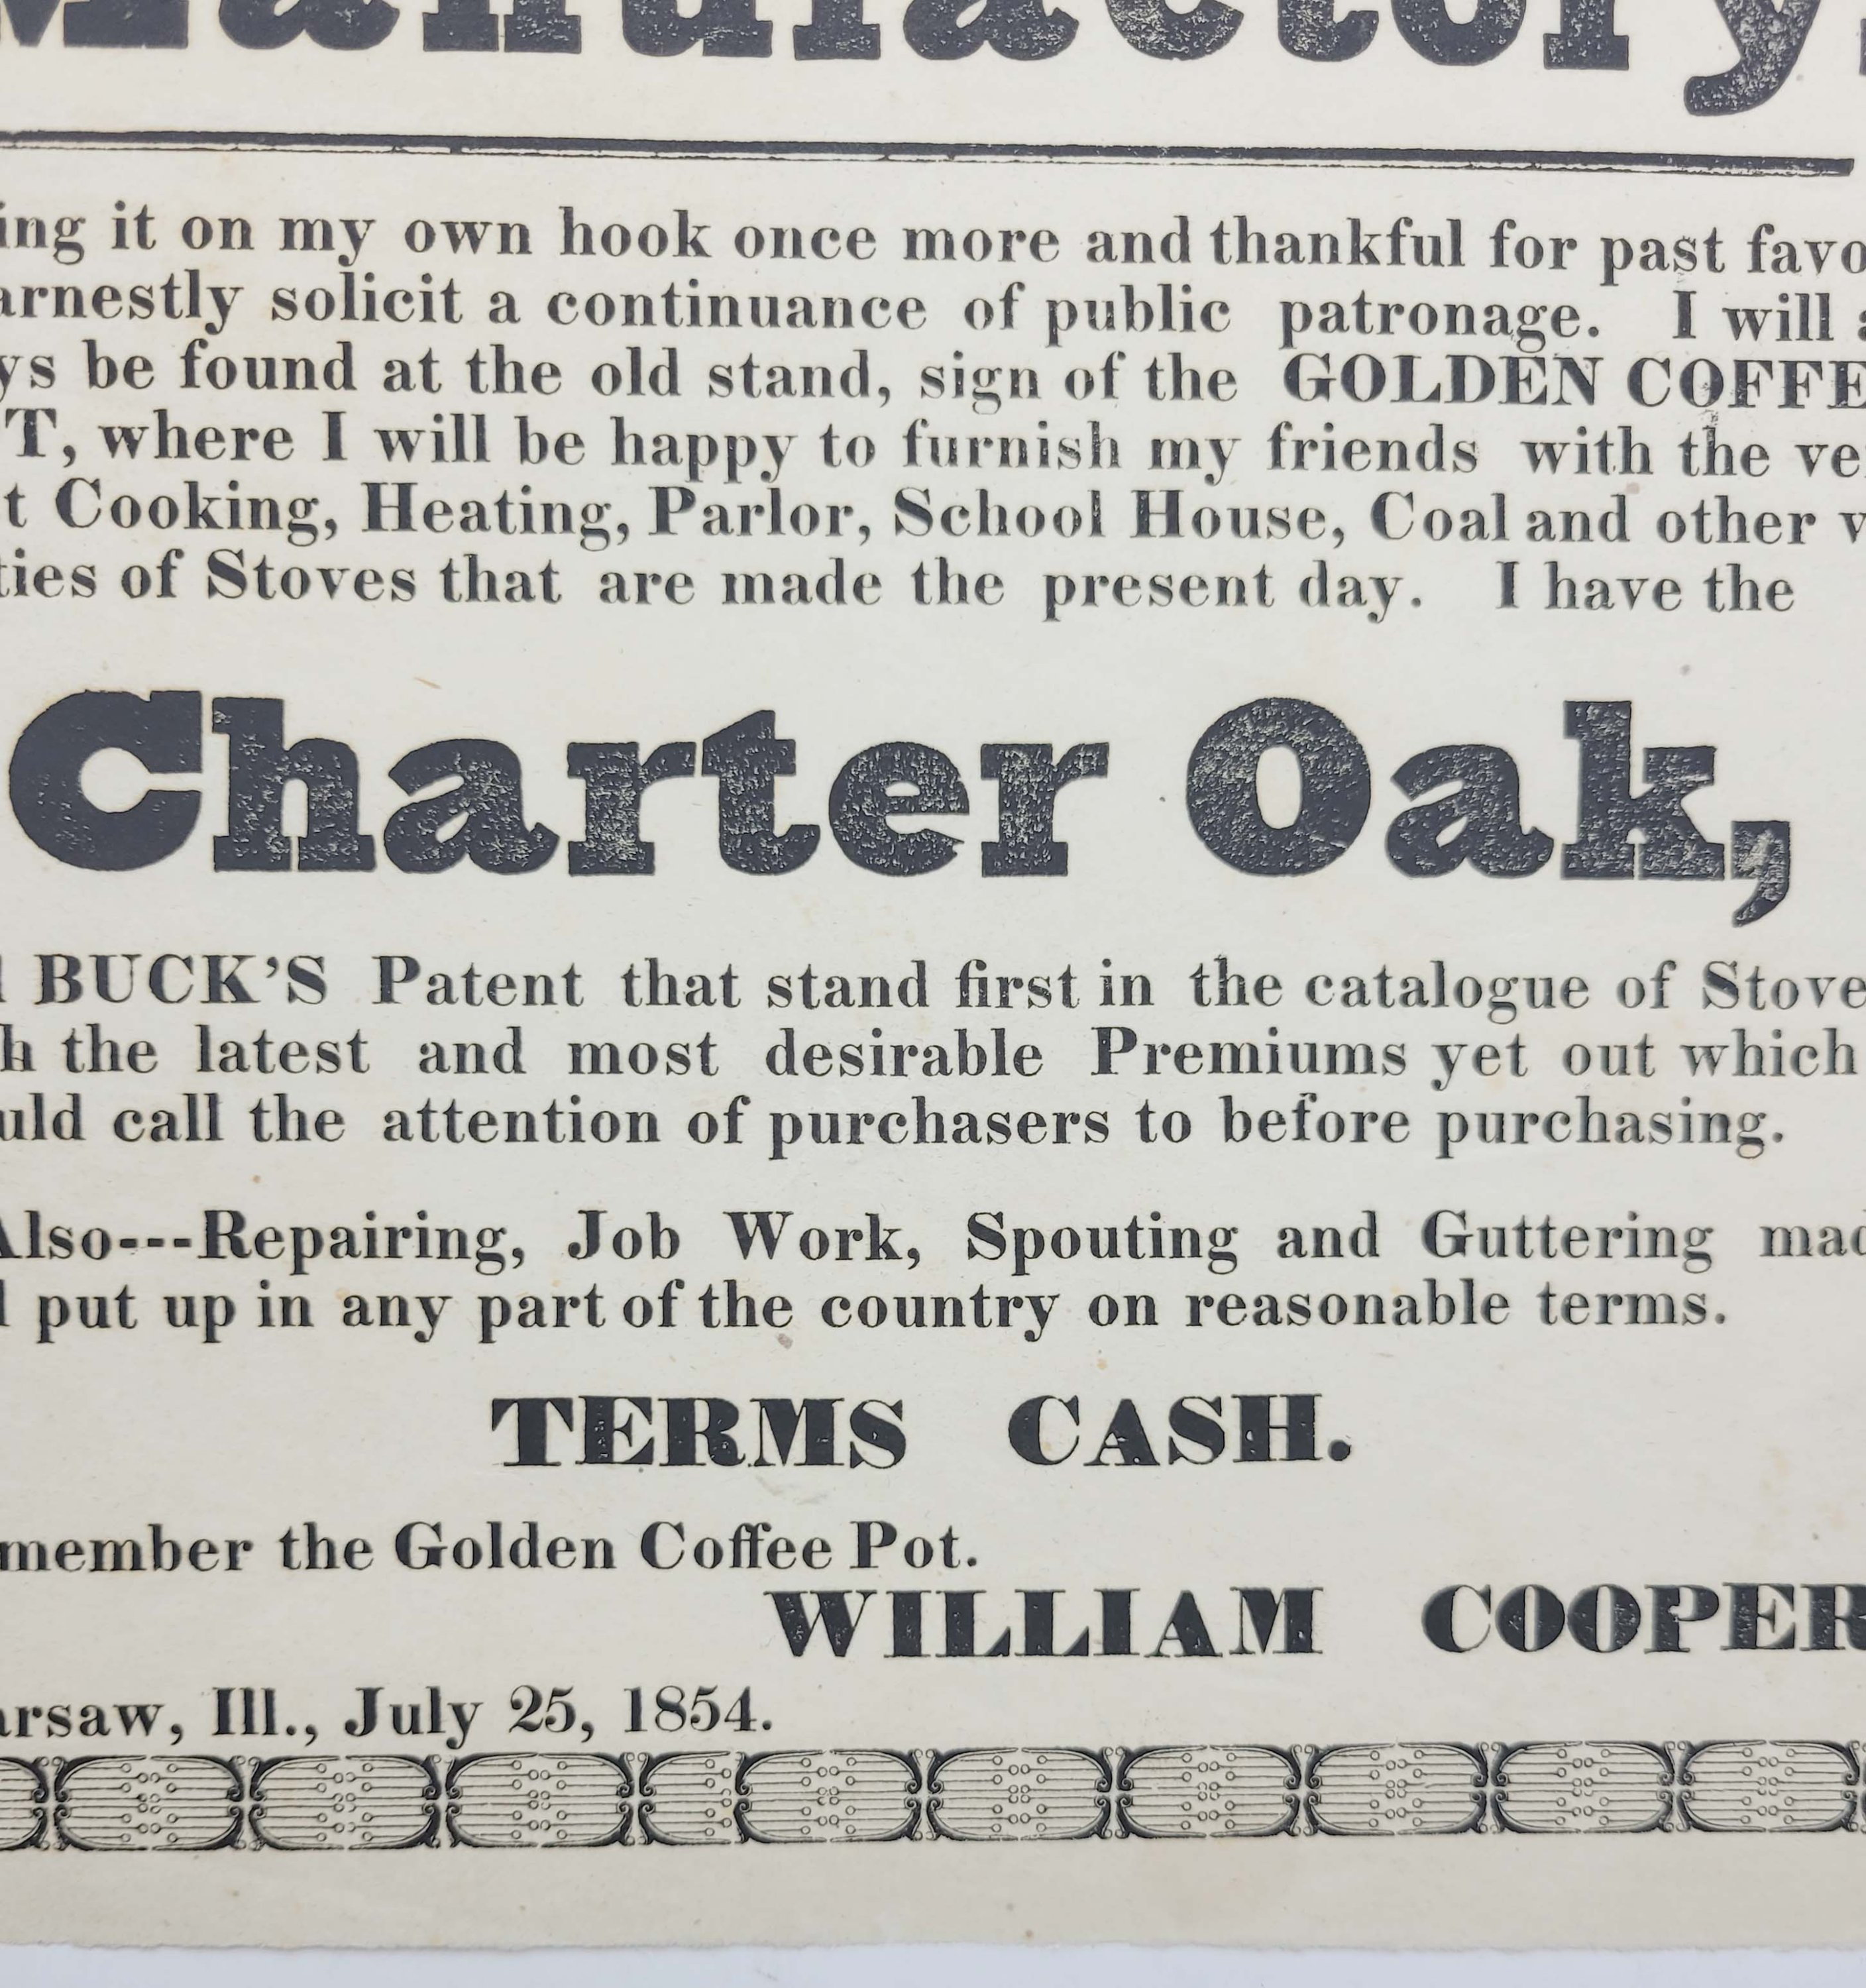 Manufactory.
ing it on my own hook once more and thankful for past favo
arnestly solicit a continuance of public patronage. I will a
ys be found at the old stand, sign of the GOLDEN COFFE
T, where I will be happy to furnish my friends with the ve
t Cooking, Heating, Parlor, School House, Coal and other v
ties of Stoves that are made the present day. I have the
Charter Oak,
BUCK'S Patent that stand first in the catalogue of Stove
h the latest and most desirable Premiums yet out which
uld call the attention of purchasers to before purchasing.
Also---Repairing, Job Work, Spouting and Guttering mad
put up in any part of the country on reasonable terms.
TERMS CASH.
member the Golden Coffee Pot.
WILLIAM COOPER
arsaw, Ill., July 25, 1854.